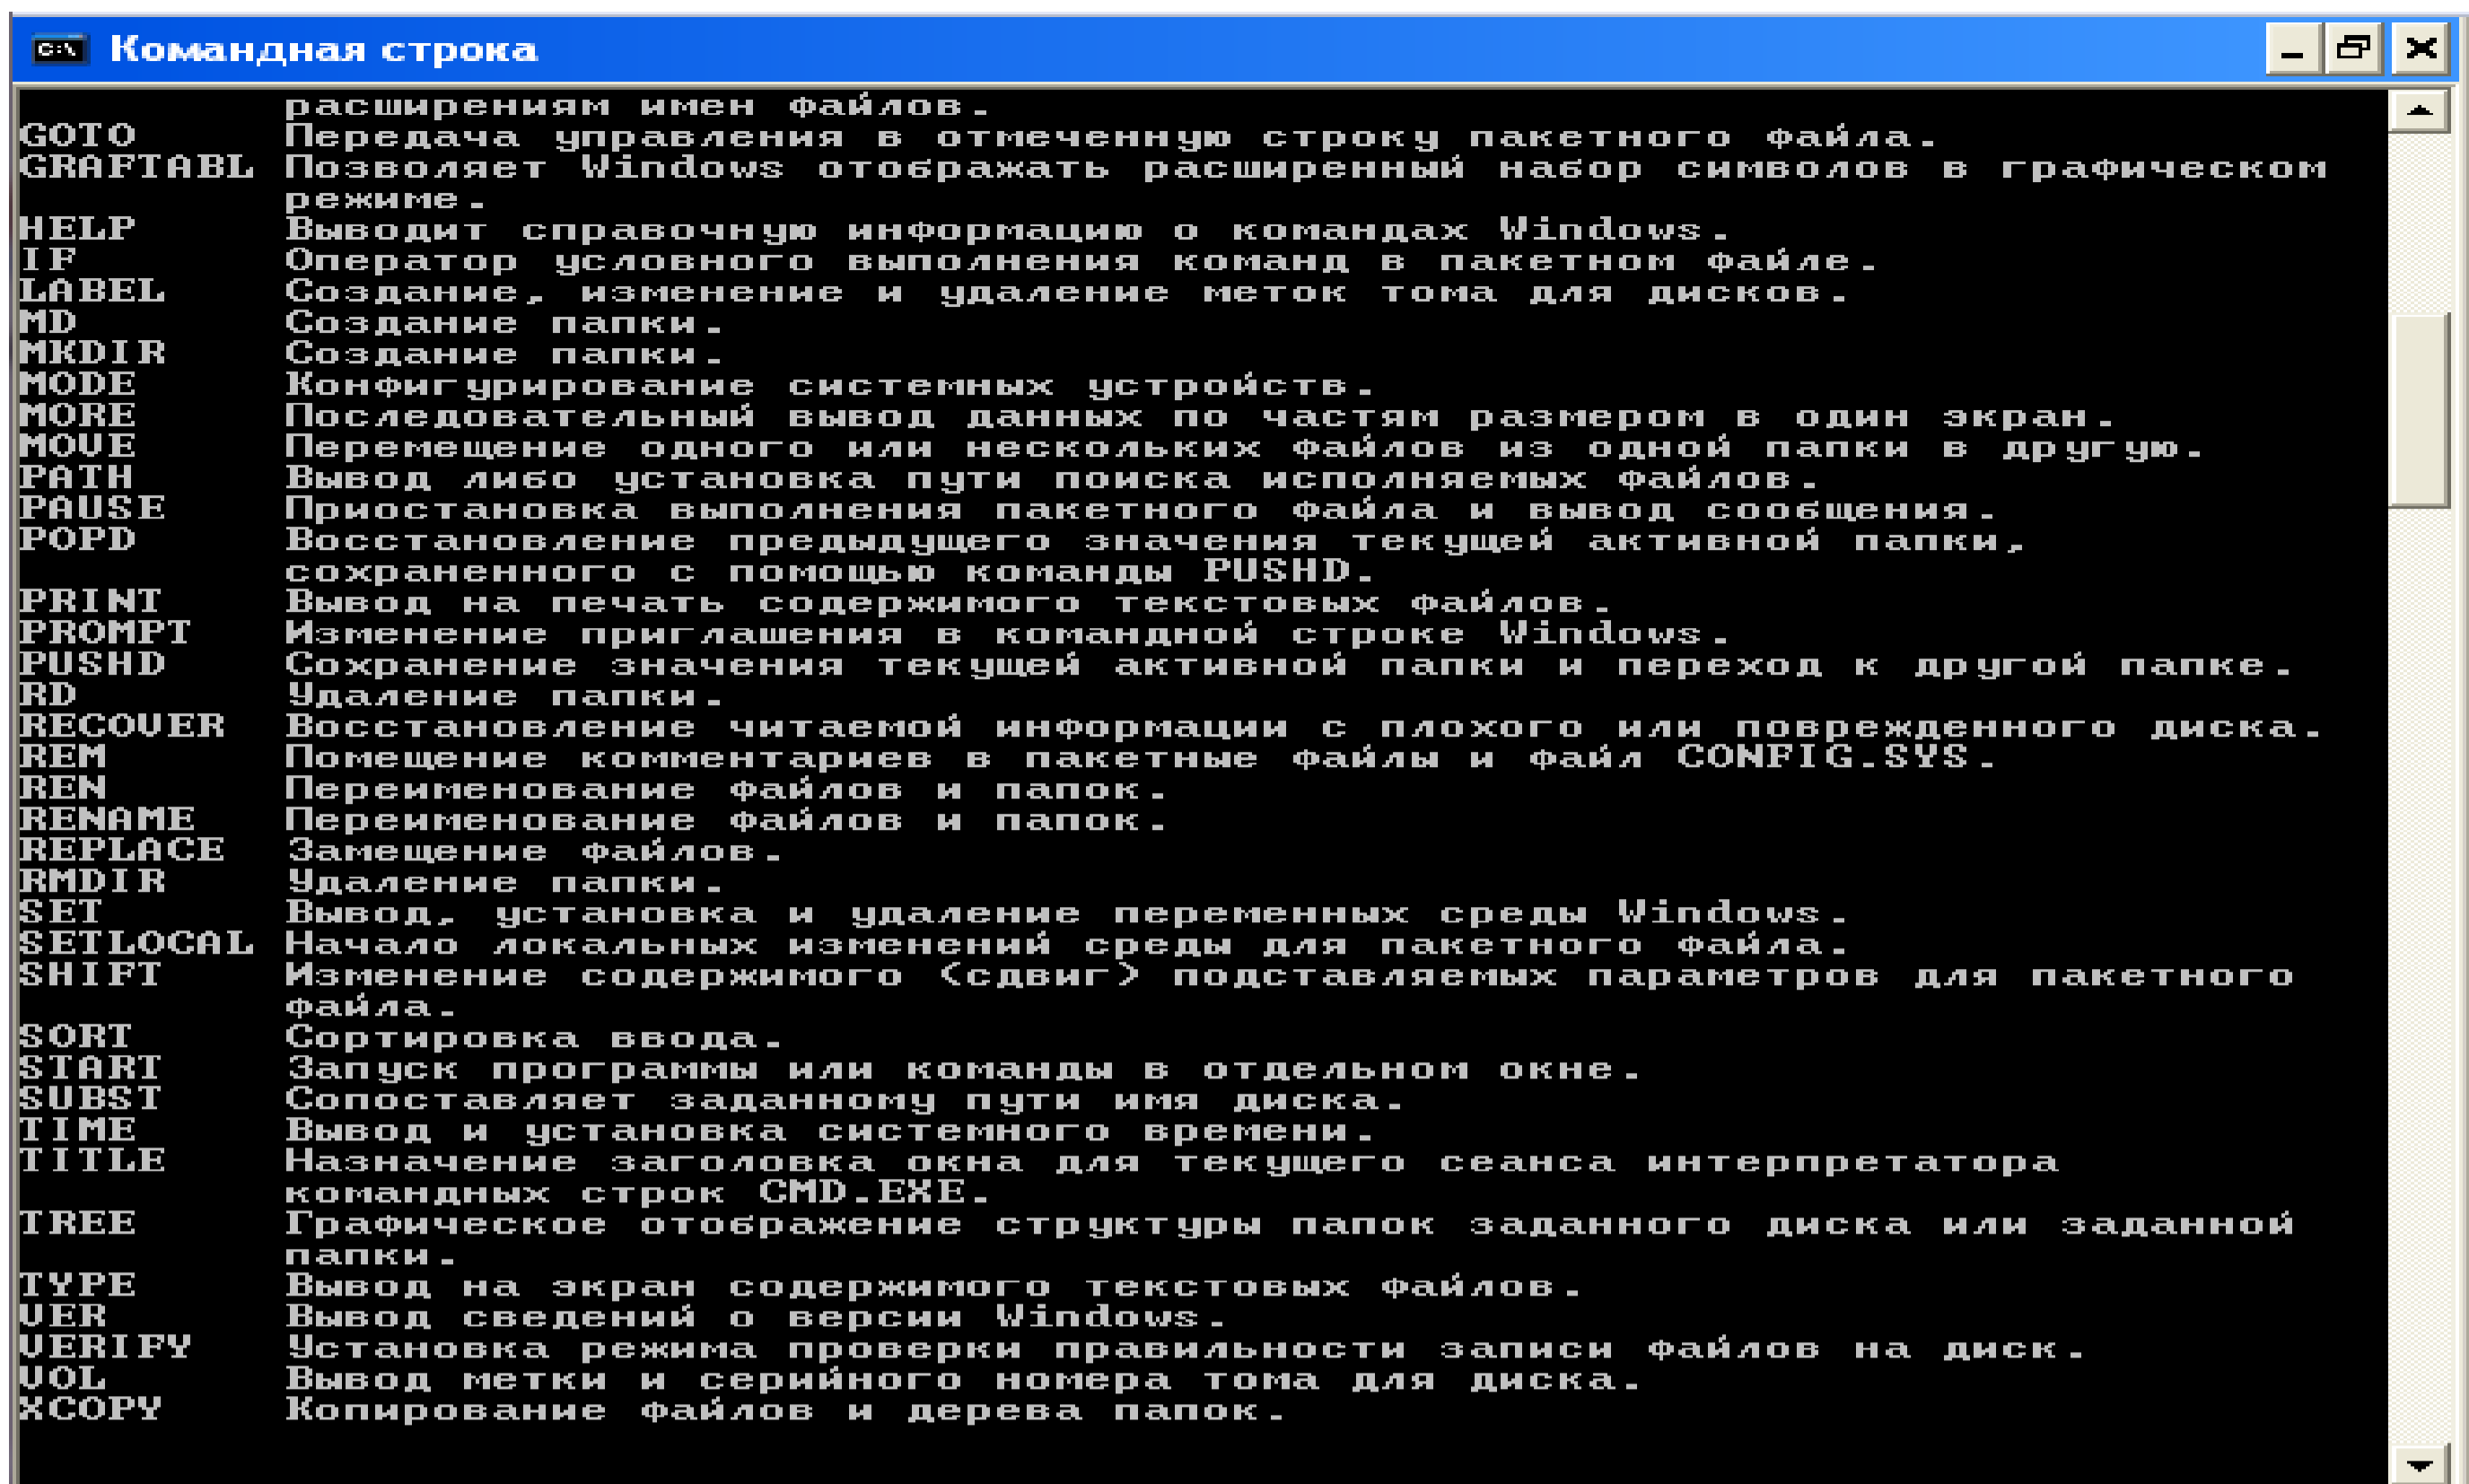 C:\ Командная строка
расширениям имен файлов.
GOTO Передача управления в отмеченную строку пакетного файла.
GRAFTABL Позволяет Windows отображать расширенный набор символов в графическом
режиме.
HELP Выводит справочную информацию о командах Windows.
IF Оператор условного выполнения команд в пакетном файле.
LABEL Создание, изменение и удаление меток тома для дисков.
MD Создание папки.
MKDIR Создание папки.
MODE Конфигурирование системных устройств.
MORE Последовательный вывод данных по частям размером в один экран.
MOVE Перемещение одного или нескольких файлов из одной папки в другую.
PATH Вывод либо установка пути поиска исполняемых файлов.
PAUSE Приостановка выполнения пакетного файла и вывод сообщения.
POPD Восстановление предыдущего значения текущей активной папки,
сохраненного с помощью команды PUSHD.
PRINT Вывод на печать содержимого текстовых файлов.
PROMPT Изменение приглашения в командной строке Windows.
PUSHD Сохранение значения текущей активной папки и переход к другой папке.
RD Удаление папки.
RECOVER Восстановление читаемой информации с плохого или поврежденного диска.
REM Помещение комментариев в пакетные файлы и файл CONFIG.SYS.
REN Переименование файлов и папок.
RENAME Переименование файлов и папок.
REPLACE Замещение файлов.
RMDIR Удаление папки.
SET Вывод, установка и удаление переменных среды Windows.
SETLOCAL Начало локальных изменений среды для пакетного файла.
SHIFT Изменение содержимого (сдвиг) подставляемых параметров для пакетного
файла.
SORT Сортировка ввода.
START Запуск программы или команды в отдельном окне.
SUBST Сопоставляет заданному пути имя диска.
TIME Вывод и установка системного времени.
TITLE Назначение заголовка окна для текущего сеанса интерпретатора
командных строк CMD.EXE.
TREE Графическое отображение структуры папок заданного диска или заданной
папки.
TYPE Вывод на экран содержимого текстовых файлов.
VER Вывод сведений о версии Windows.
VERIFY Установка режима проверки правильности записи файлов на диск.
VOL Вывод метки и серийного номера тома для диска.
XCOPY Копирование файлов и дерева папок.